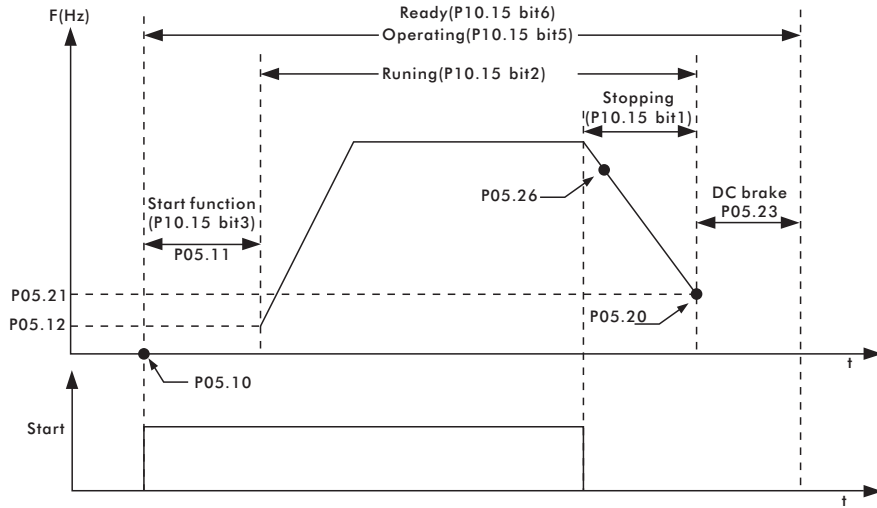 F(Hz)
Ready(P10.15 bit6)
Operating(P10.15 bit5)
Runing(P10.15 bit2)
Stopping
(P10.15 bit1)
P05.26
DC brake
P05.23
Start function
(P10.15 bit3)
P05.11
P05.21
P05.12
P05.20
t
P05.10
Start
t